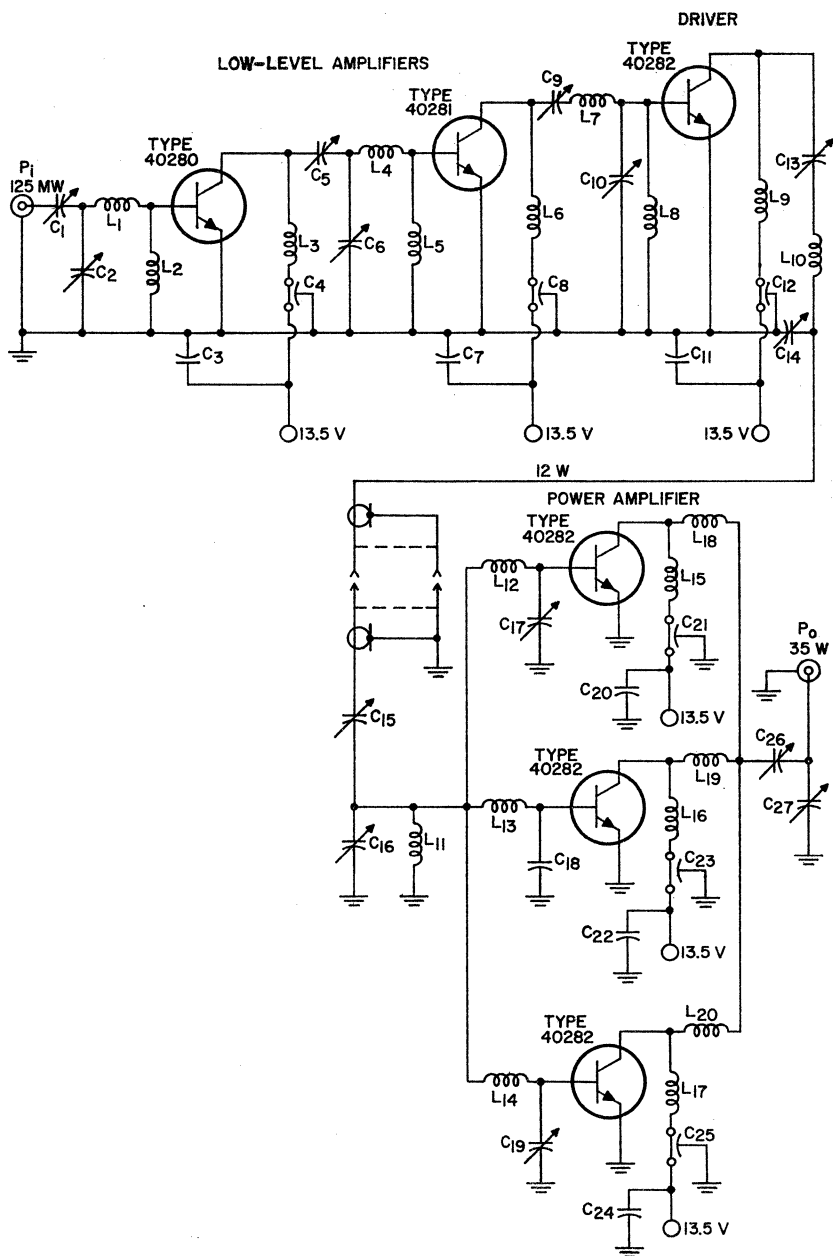 DRIVER
LOW-LEVEL AMPLIFIERS
TYPE
40282
TYPE
40281
TYPE
40280
Pi
125 MW
C1
L1
C2
L2
L3
C4
C3
C5
L4
C6
L5
C7
C9
L7
L6
C8
C10
L8
C11
L9
C12
C13
L10
C14
13.5 V
13.5 V
13.5 V
12 W
POWER AMPLIFIER
TYPE
40282
L12
C17
L18
L15
C21
C20
13.5 V
Po
35 W
C15
C16
L11
TYPE
40282
L13
C18
L19
L16
C23
C22
13.5 V
C26
C27
TYPE
40282
L14
C19
L20
L17
C25
C24
13.5 V